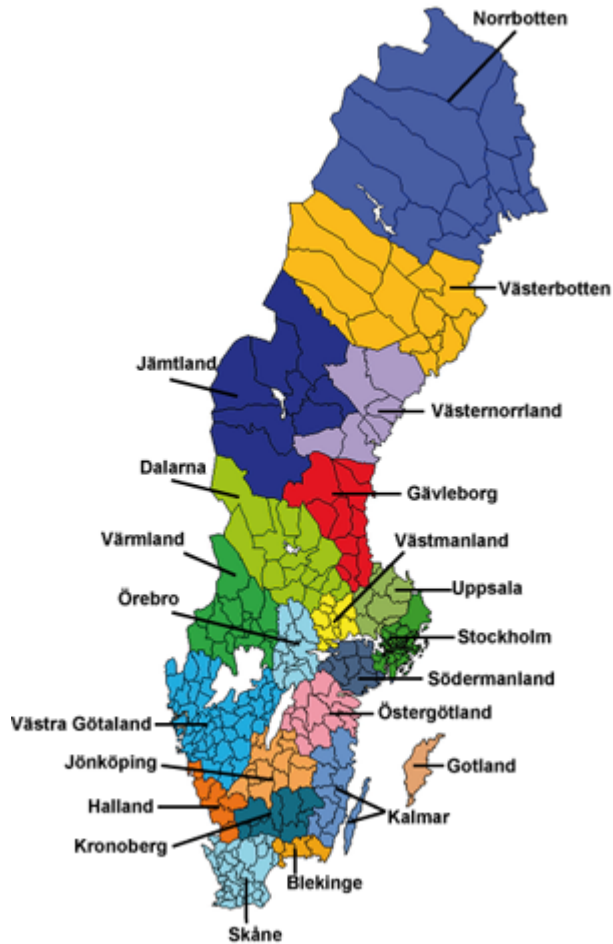 Norrbotten
Västerbotten
Jämtland
Västernorrland
Dalarna
Gävleborg
Värmland
Västmanland
Örebro
Uppsala
Stockholm
Södermanland
Västra Götaland
Östergötland
Jönköping
Gotland
Halland
Kalmar
Kronoberg
Blekinge
Skåne